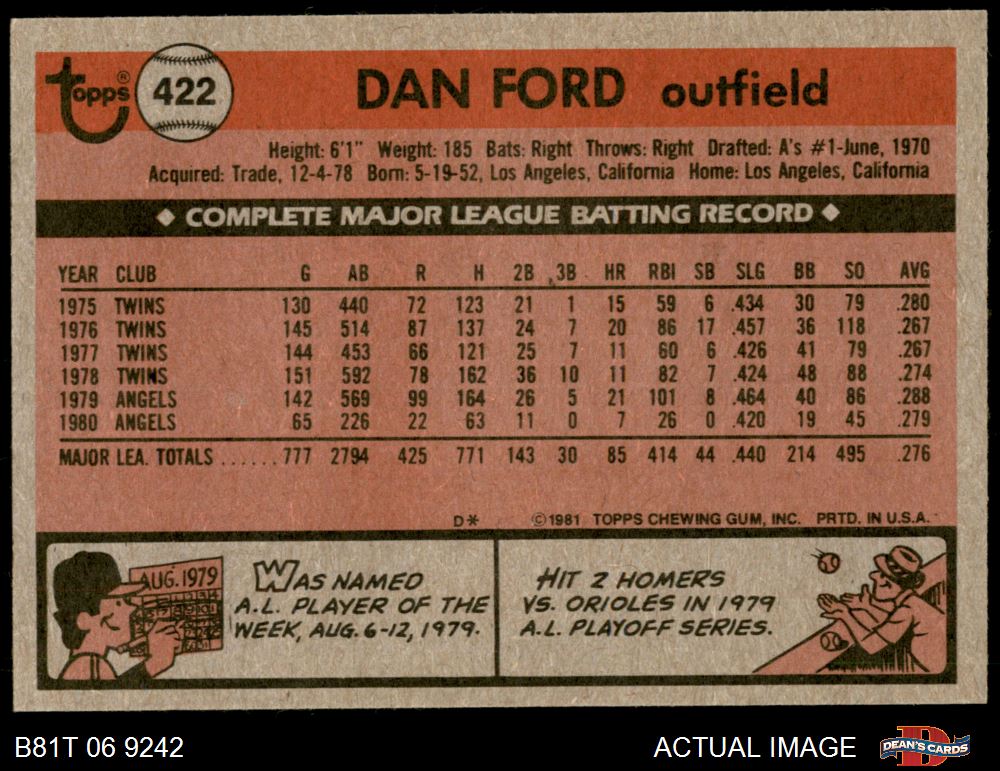 topps® 422 DAN FORD outfield
Height: 6'1" Weight: 185 Bats: Right Throws: Right Drafted: A's #1-June, 1970
Acquired: Trade, 12-4-78 Born: 5-19-52, Los Angeles, California Home: Los Angeles, California
◆ COMPLETE MAJOR LEAGUE BATTING RECORD ◆
YEAR CLUB G AB R H 2B 3B HR RBI SB SLG BB SO AVG
1975 TWINS 130 440 72 123 21 1 15 59 6 .434 30 79 .280
1976 TWINS 145 514 87 137 24 7 20 86 17 .457 36 118 .267
1977 TWINS 144 453 66 121 25 7 11 60 6 .426 41 79 .267
1978 TWINS 151 592 78 162 36 10 11 82 7 .424 48 88 .274
1979 ANGELS 142 569 99 164 26 5 21 101 8 .464 40 86 .288
1980 ANGELS 65 226 22 63 11 0 7 26 0 .420 19 45 .279
MAJOR LEA. TOTALS ...... 777 2794 425 771 143 30 85 414 44 .440 214 495 .276
D* ©1981 TOPPS CHEWING GUM, INC. PRTD. IN U.S.A.
AUG. 1979
WAS NAMED
A.L. PLAYER OF THE
WEEK, AUG. 6-12, 1979.
HIT 2 HOMERS
VS. ORIOLES IN 1979
A.L. PLAYOFF SERIES.
B81T 06 9242 ACTUAL IMAGE DEAN'S CARDS